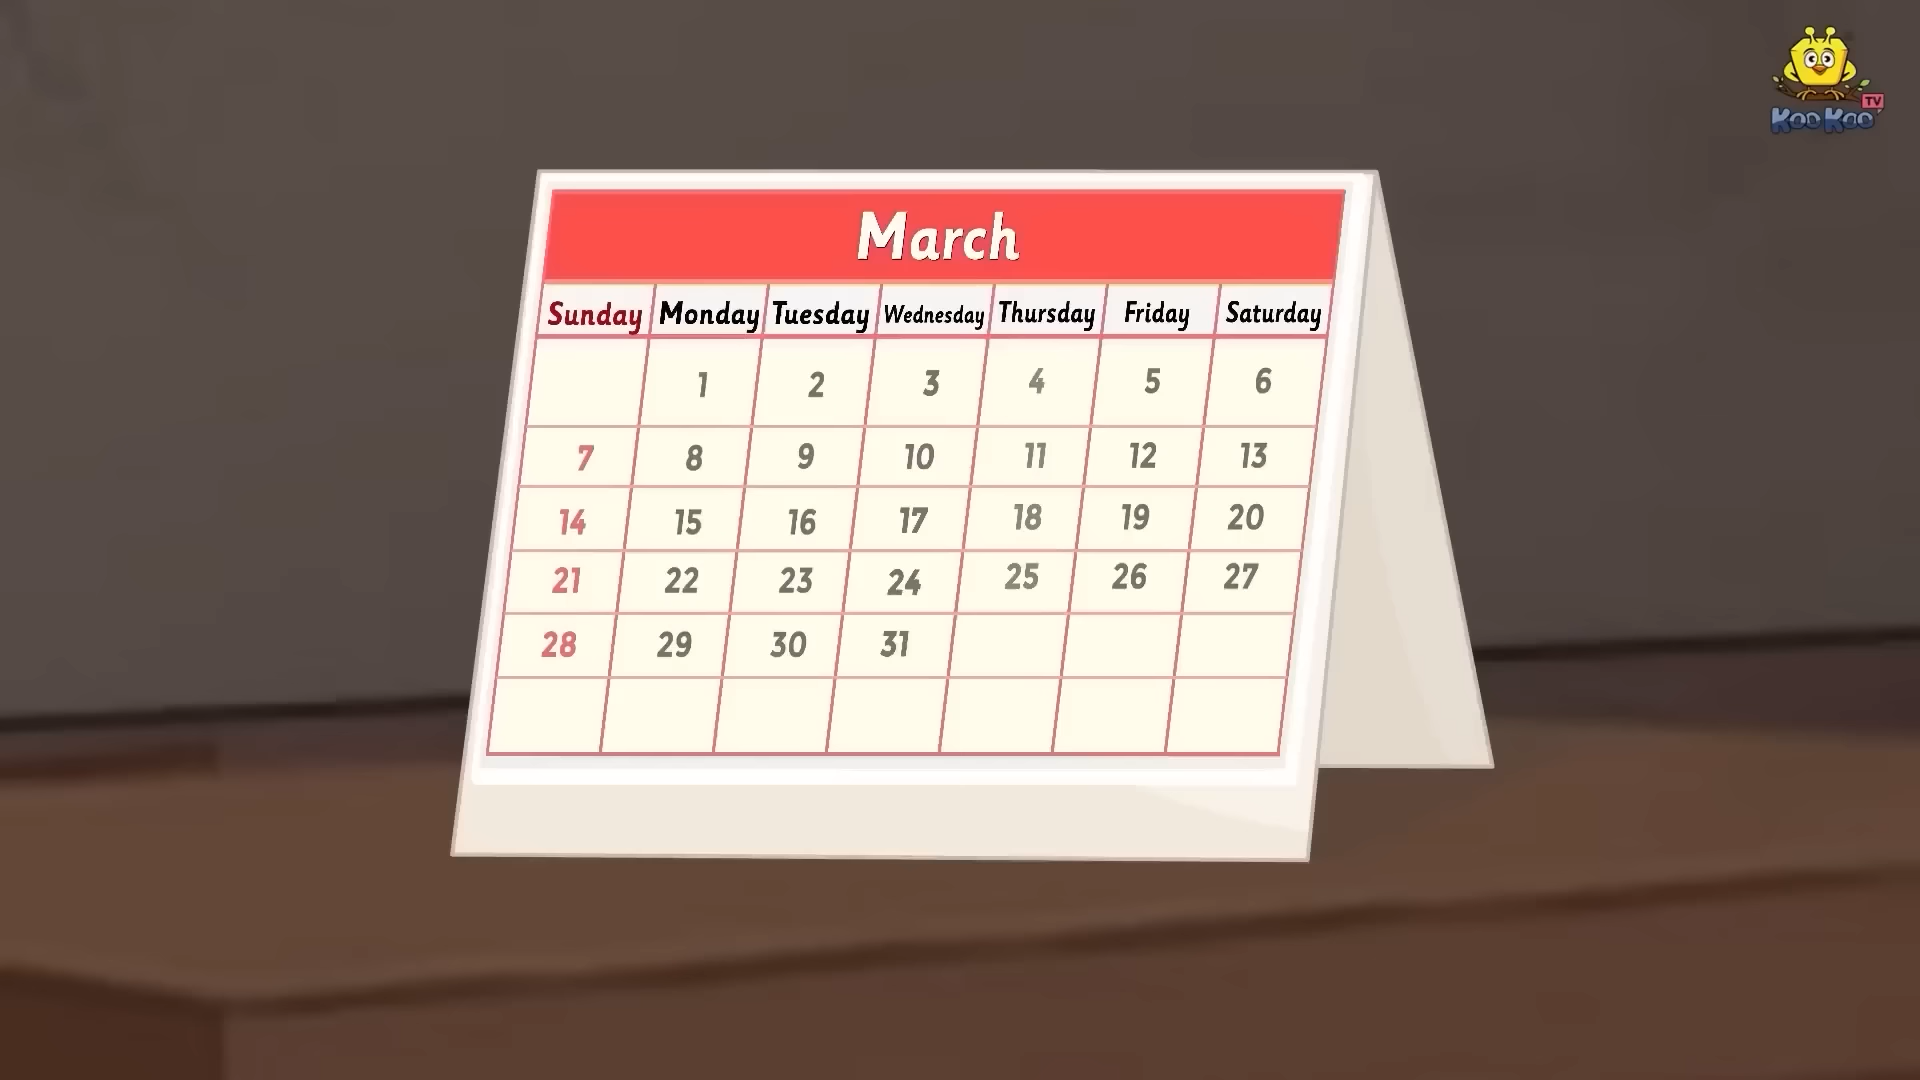 TV
Koo Koo
March
Sunday Monday Tuesday Wednesday Thursday Friday Saturday
1 2 3 4 5 6
7 8 9 10 11 12 13
14 15 16 17 18 19 20
21 22 23 24 25 26 27
28 29 30 31